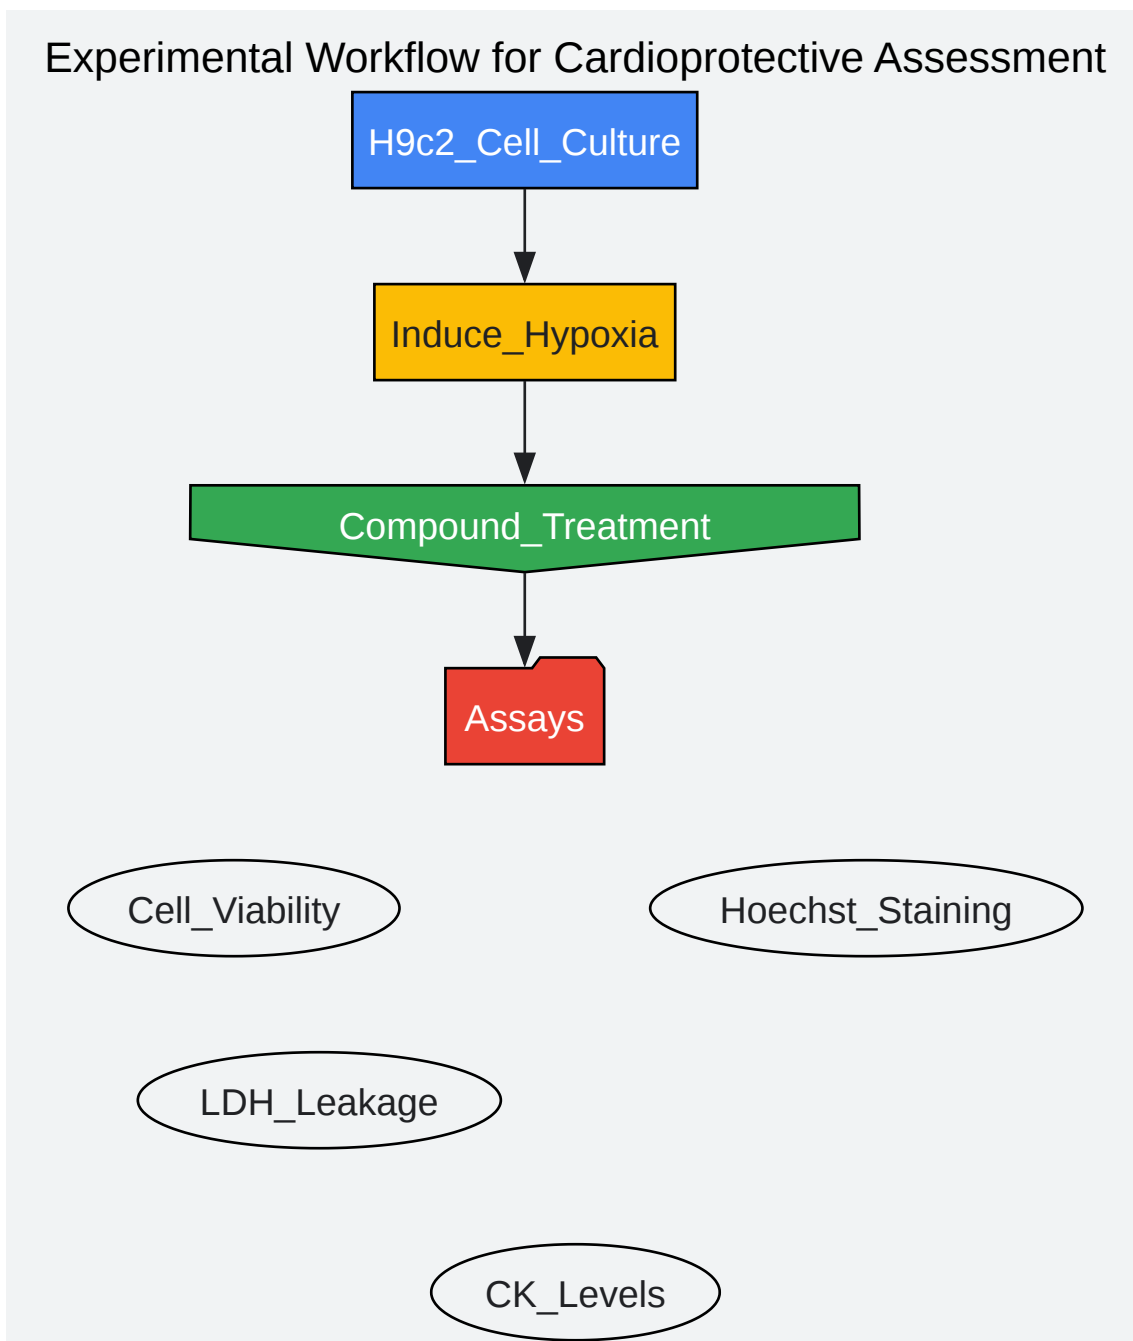 Experimental Workflow for Cardioprotective Assessment
H9c2_Cell_Culture
Induce_Hypoxia
Compound_Treatment
Assays
Cell_Viability
Hoechst_Staining
LDH_Leakage
CK_Levels